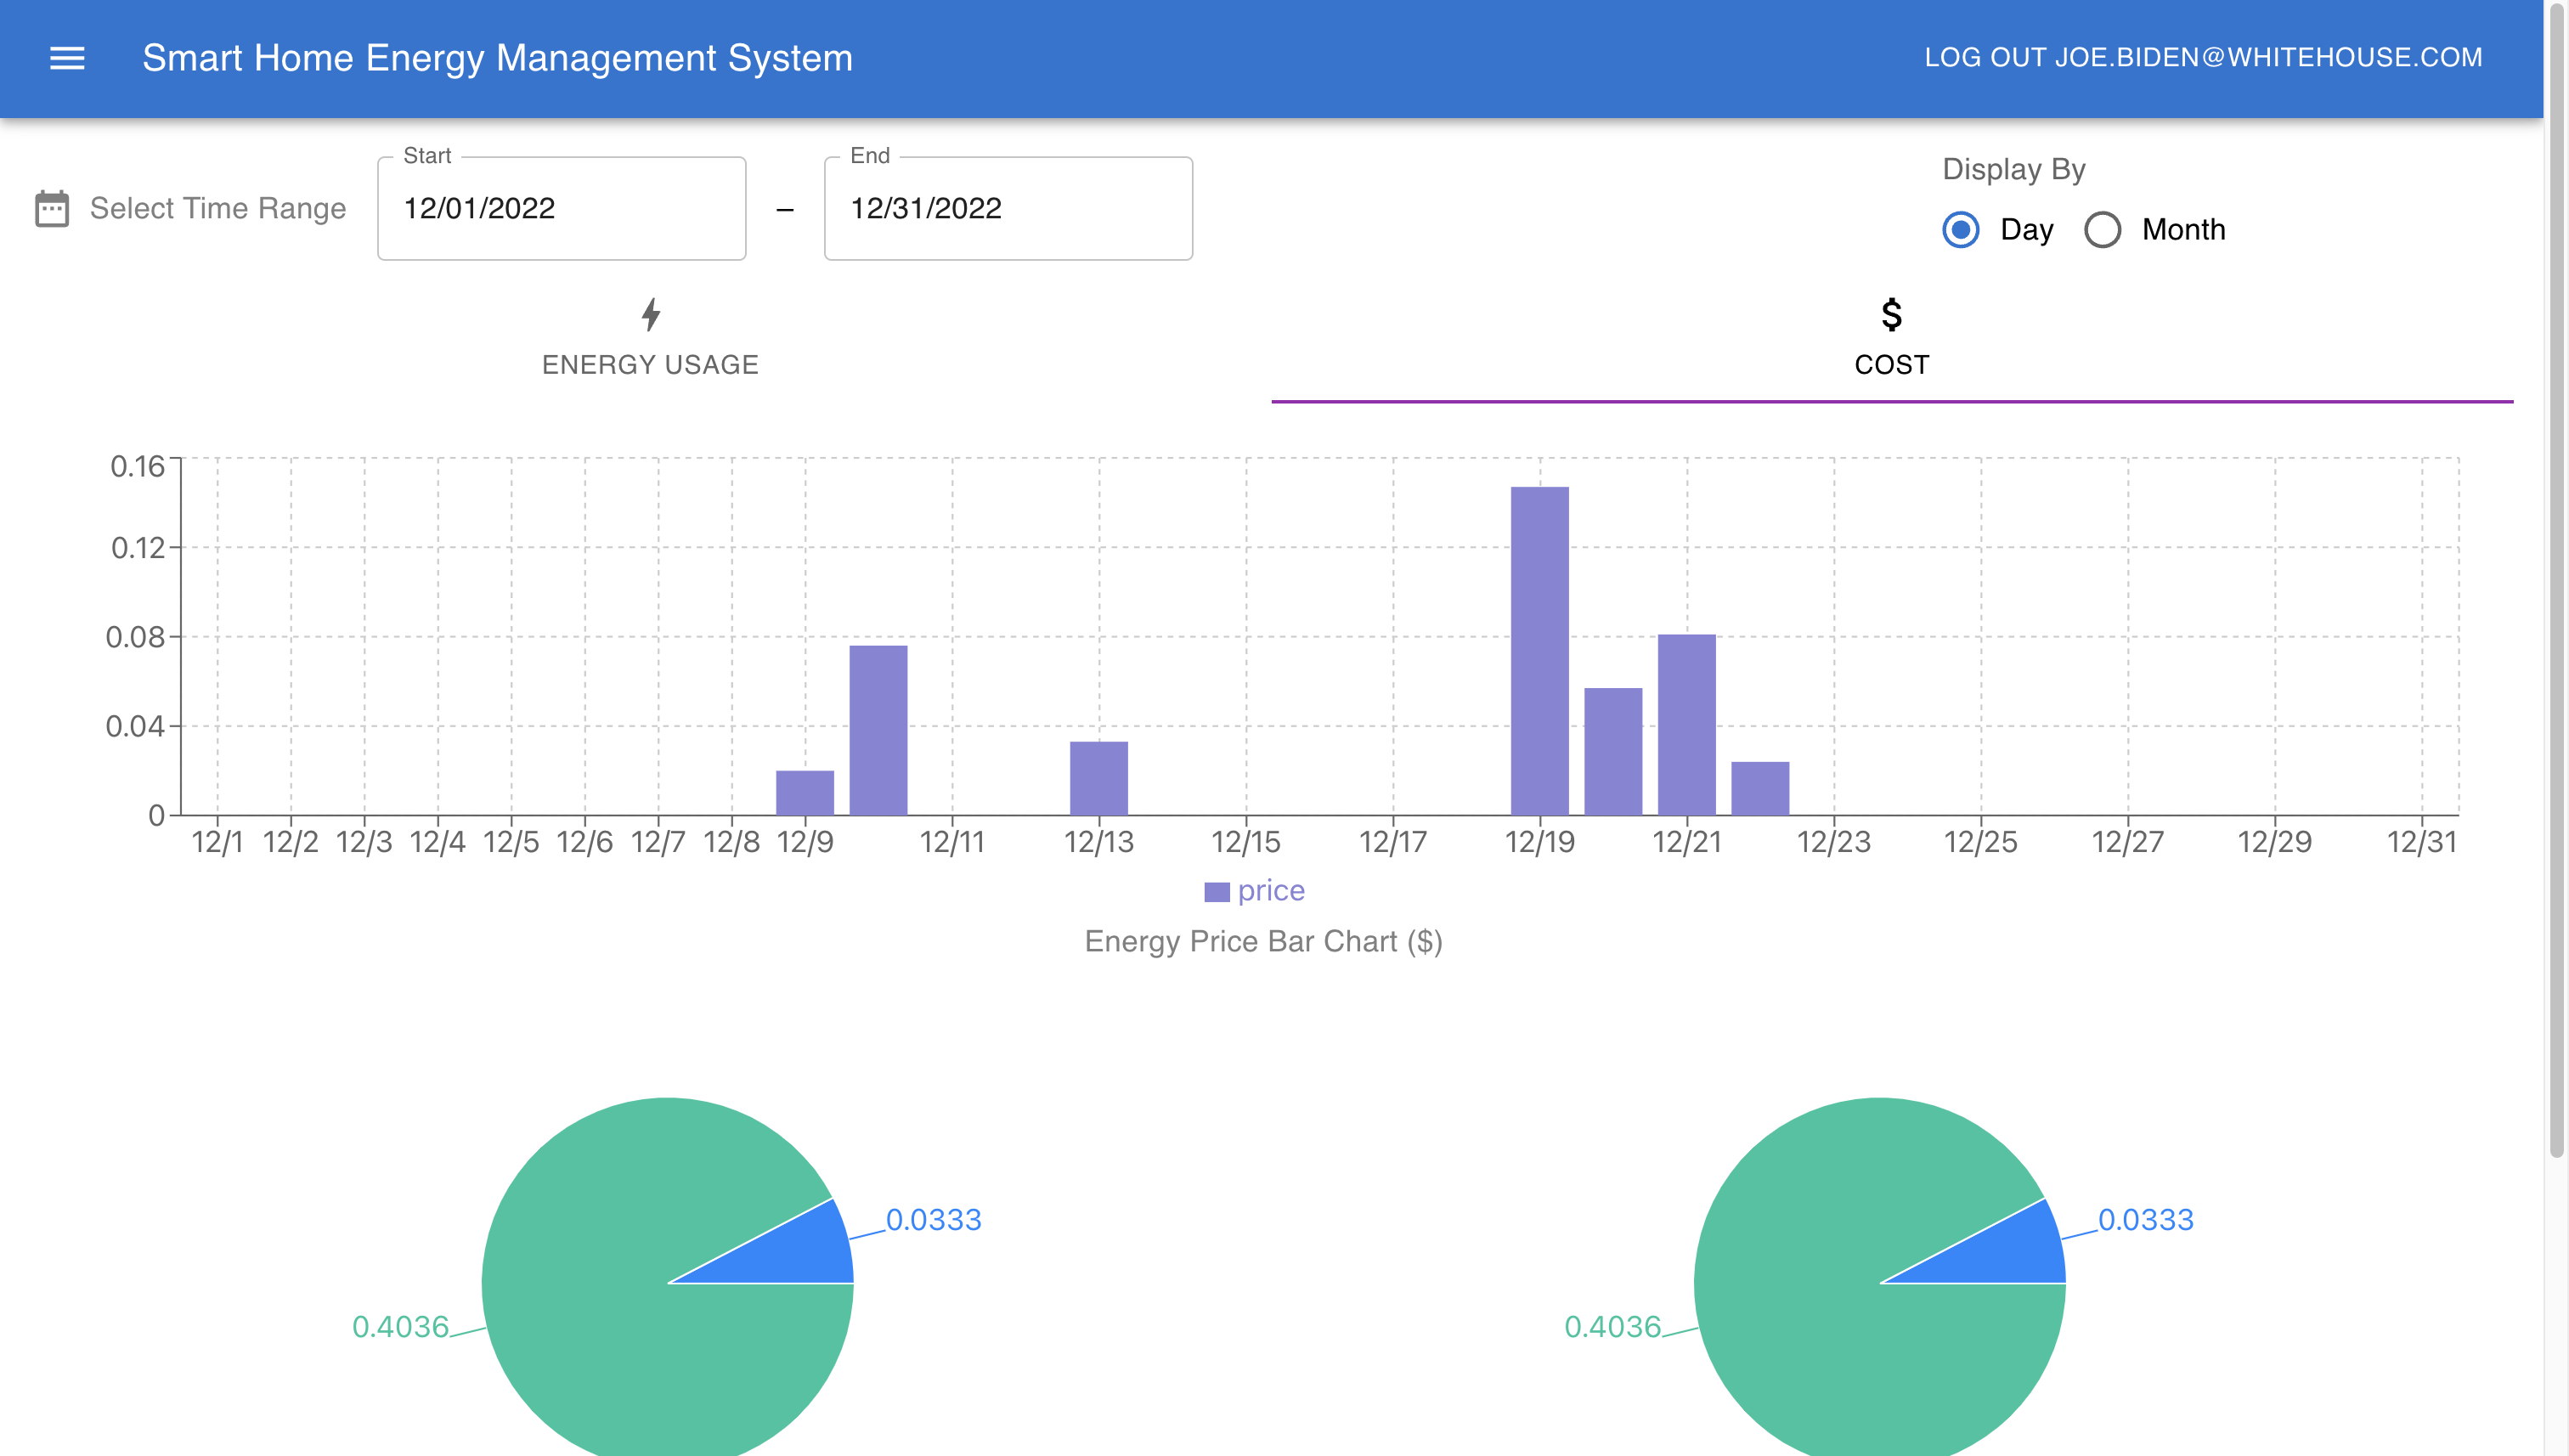 Smart Home Energy Management System
LOG OUT JOE.BIDEN@WHITEHOUSE.COM
Select Time Range
Start
12/01/2022
–
End
12/31/2022
Display By
Day
Month
ENERGY USAGE
$
COST
0.16
0.12
0.08
0.04
0
12/1 12/2 12/3 12/4 12/5 12/6 12/7 12/8 12/9 12/11 12/13 12/15 12/17 12/19 12/21 12/23 12/25 12/27 12/29 12/31
price
Energy Price Bar Chart ($)
0.0333
0.4036
0.0333
0.4036